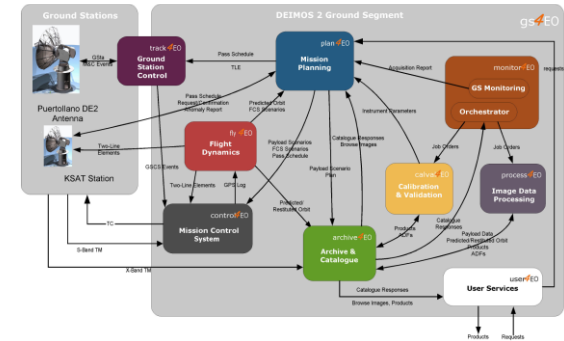 Ground Stations
DEIMOS 2 Ground Segment
gs4EO
track4EO
Ground Station
Control
plan4EO
Mission
Planning
monitor4EO
GS Monitoring
Orchestrator
Pass Schedule
TLE
Acquisition Report
requests
GSMa
Puertollano DE2
Antenna
Pass Schedule
Request/Confirmation
Anomaly Report
Predicted Orbit
FCS Scenarios
Instrument Parameters
Two-Line
Elements
KSAT Station
fly4EO
Flight
Dynamics
Payload Scenarios
FCS Scenarios
Pass Schedule
Catalogue Responses
Browse Images
Job Orders
Job Orders
GSCS Events
Two-Line Elements
GPS Log
Payload Scenario
Plan
calval4EO
Calibration
& Validation
process4EO
Image Data
Processing
control4EO
Mission Control
System
TC
Predicted/
Restituted Orbit
Products
ADFs
Catalogue
Responses
Payload Data
Predicted/Restituted Orbit
Products
ADFs
S-Band TM
X-Band TM
archive4EO
Archive &
Catalogue
Catalogue Responses
Browse Images, Products
user4EO
User Services
Products
Requests